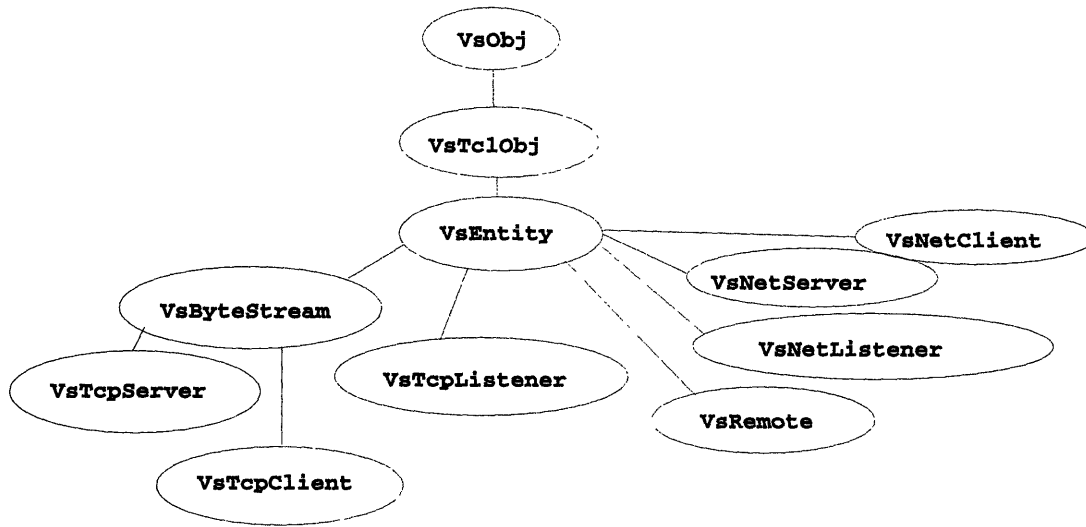 VsObj
VsTclObj
VsEntity
VsNetClient
VsNetServer
VsByteStream
VsNetListener
VsTcpServer
VsTcpListener
VsRemote
VsTcpClient